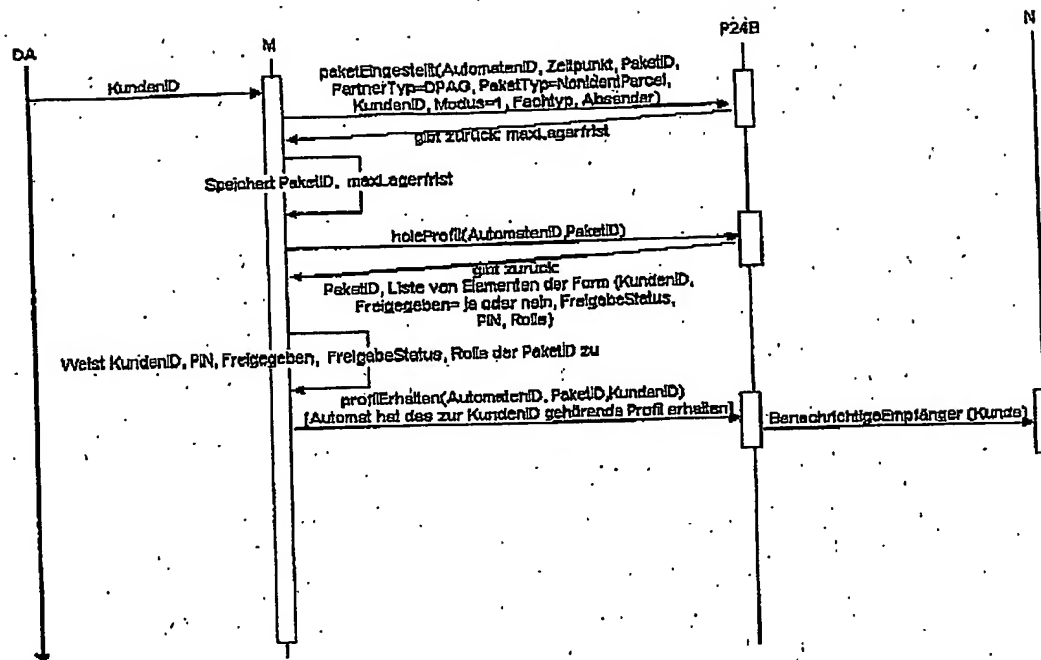 DA
M
P24B
N
KundenID
paketEingestellt(AutomatenID, Zeitpunkt, PaketID,
PartnerTyp=DPAG, PaketTyp=NonIdentParcel,
KundenID, Modus=1, Fachtyp, Absender)
gibt zurück: maxLagerfrist
Speichert PaketID, maxLagerfrist
holeProfil(AutomatenID,PaketID)
gibt zurück
PaketID, Liste von Elementen der Form {KundenID,
Freigegeben= ja oder nein, FreigabeStatus,
PIN, Rolle}
Weist KundenID, PIN, Freigegeben, FreigabeStatus, Rolle der PaketID zu
profilErhalten(AutomatenID, PaketID,KundenID)
[Automat hat das zur KundenID gehörende Profil erhalten]
BenachrichtigeEmpfänger (Kunde)